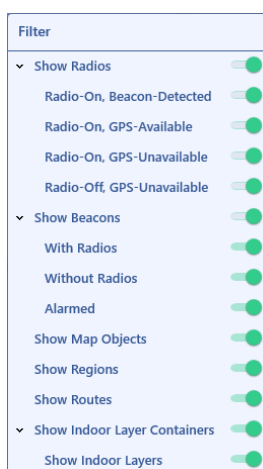 Filter
Show Radios
Radio-On, Beacon-Detected
Radio-On, GPS-Available
Radio-On, GPS-Unavailable
Radio-Off, GPS-Unavailable
Show Beacons
With Radios
Without Radios
Alarmed
Show Map Objects
Show Regions
Show Routes
Show Indoor Layer Containers
Show Indoor Layers